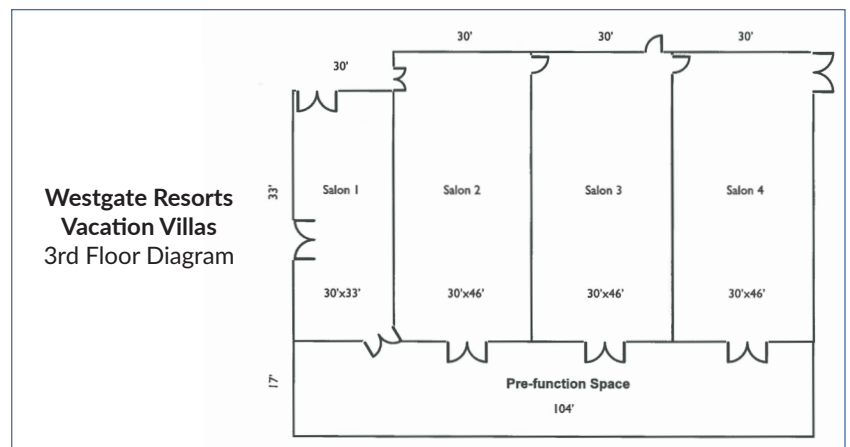 Westgate Resorts
Vacation Villas
3rd Floor Diagram
30'
30'
30'
30'
33'
Salon 1
Salon 2
Salon 3
Salon 4
30'x33'
30'x46'
30'x46'
30'x46'
17'
Pre-function Space
104'